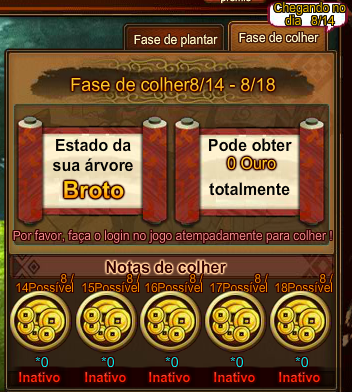 Chegando no
dia 8/14
Fase de plantar
Fase de colher
Fase de colher8/14 - 8/18
Estado da
sua árvore
Broto
Pode obter
0 Ouro
totalmente
Por favor, faça o login no jogo atempadamente para colher !
Notas de colher
8 /
14Possível
8 /
15Possível
8 /
16Possível
8 /
17Possível
8 /
18Possível
*0
*0
*0
*0
*0
Inativo
Inativo
Inativo
Inativo
Inativo